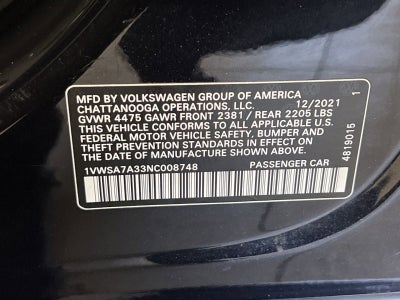 MFD. BY VOLKSWAGEN GROUP OF AMERICA
CHATTANOOGA OPERATIONS, LLC. 12/2021
GVWR 4475 GAWR FRONT 2381 / REAR 2205 LBS
THIS VEHICLE CONFORMS TO ALL APPLICABLE U.S.
FEDERAL MOTOR VEHICLE SAFETY, BUMPER AND
THEFT PREVENTION STANDARDS IN EFFECT ON
THE DATE OF MANUFACTURE SHOWN ABOVE.
1VWSA7A33NC008748 PASSENGER CAR
4819015 1